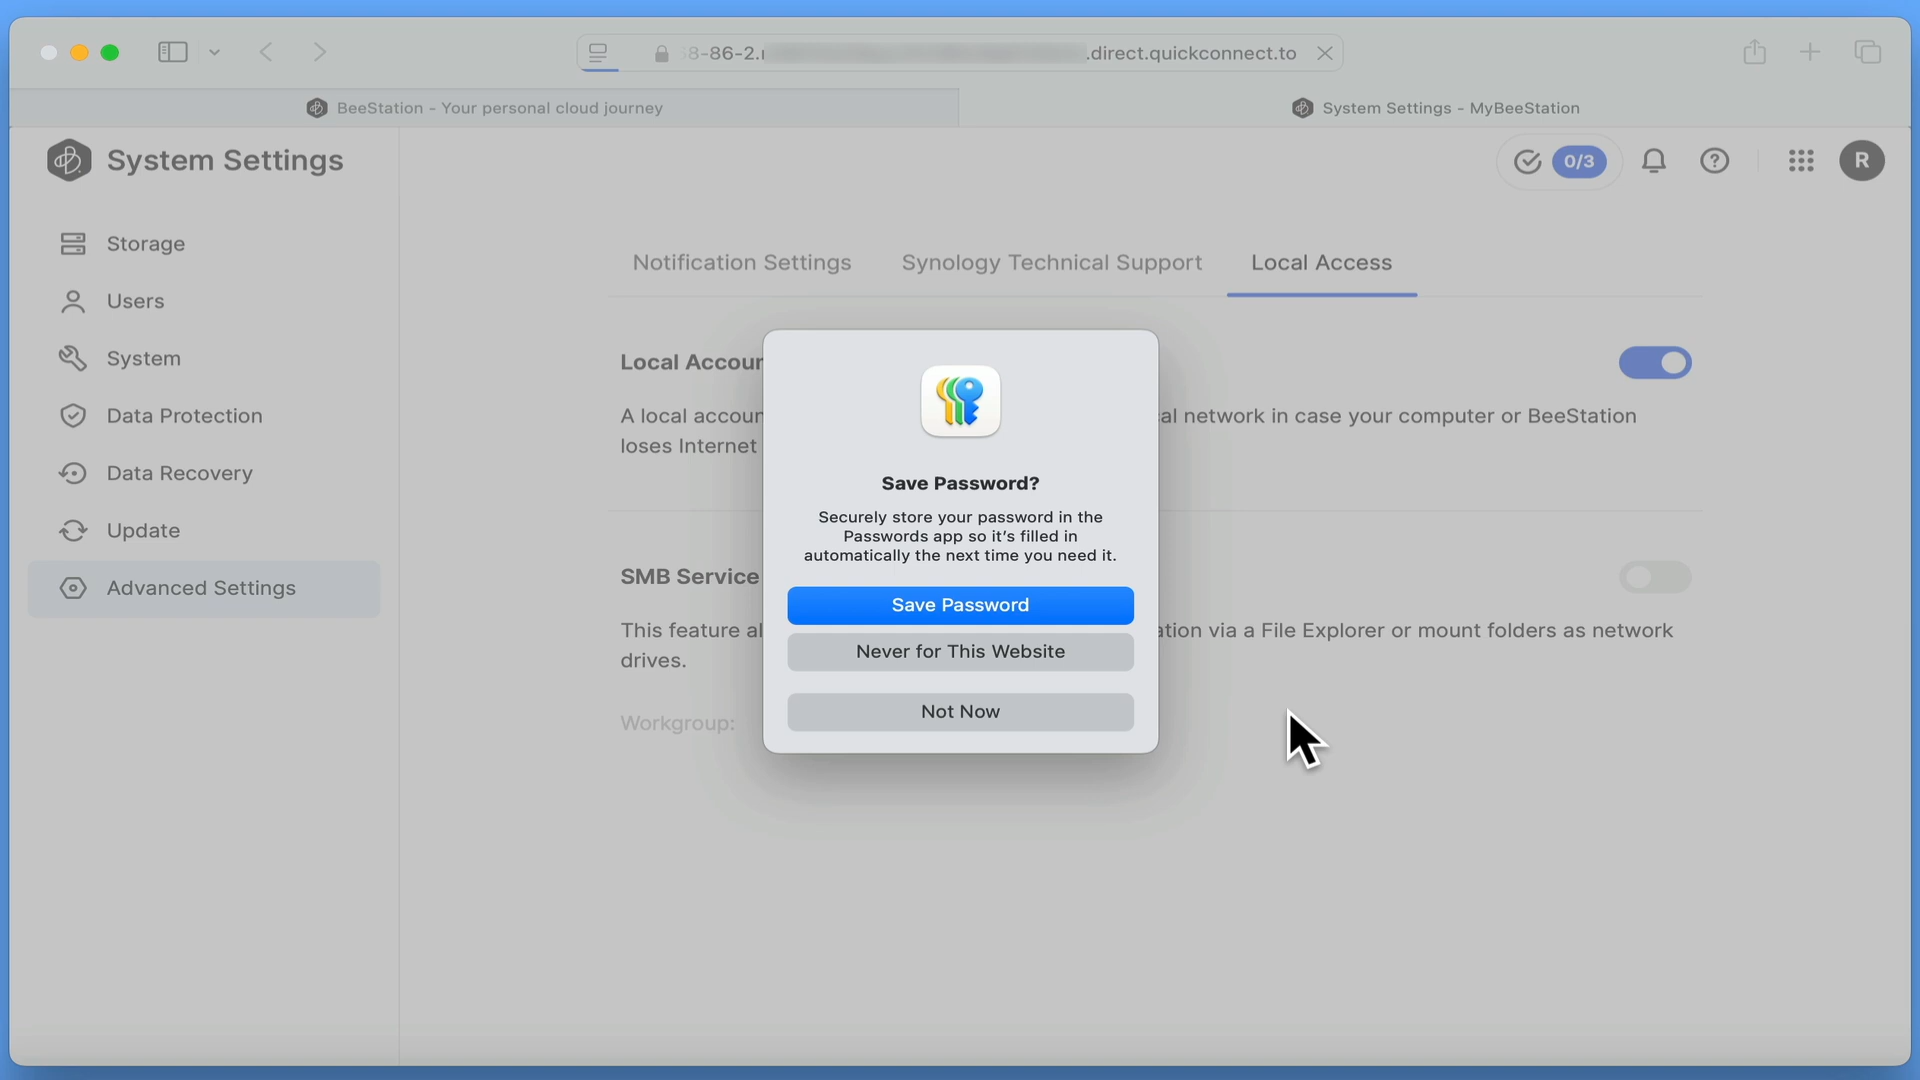 8-86-2.
.direct.quickconnect.to
BeeStation - Your personal cloud journey
System Settings - MyBeeStation
System Settings
0/3
R
Storage
Users
System
Data Protection
Data Recovery
Update
Advanced Settings
Notification Settings
Synology Technical Support
Local Access
Local Accoun
A local accoun
al network in case your computer or BeeStation
loses Internet
SMB Service
This feature al
ation via a File Explorer or mount folders as network
drives.
Workgroup:
Save Password?
Securely store your password in the
Passwords app so it's filled in
automatically the next time you need it.
Save Password
Never for This Website
Not Now